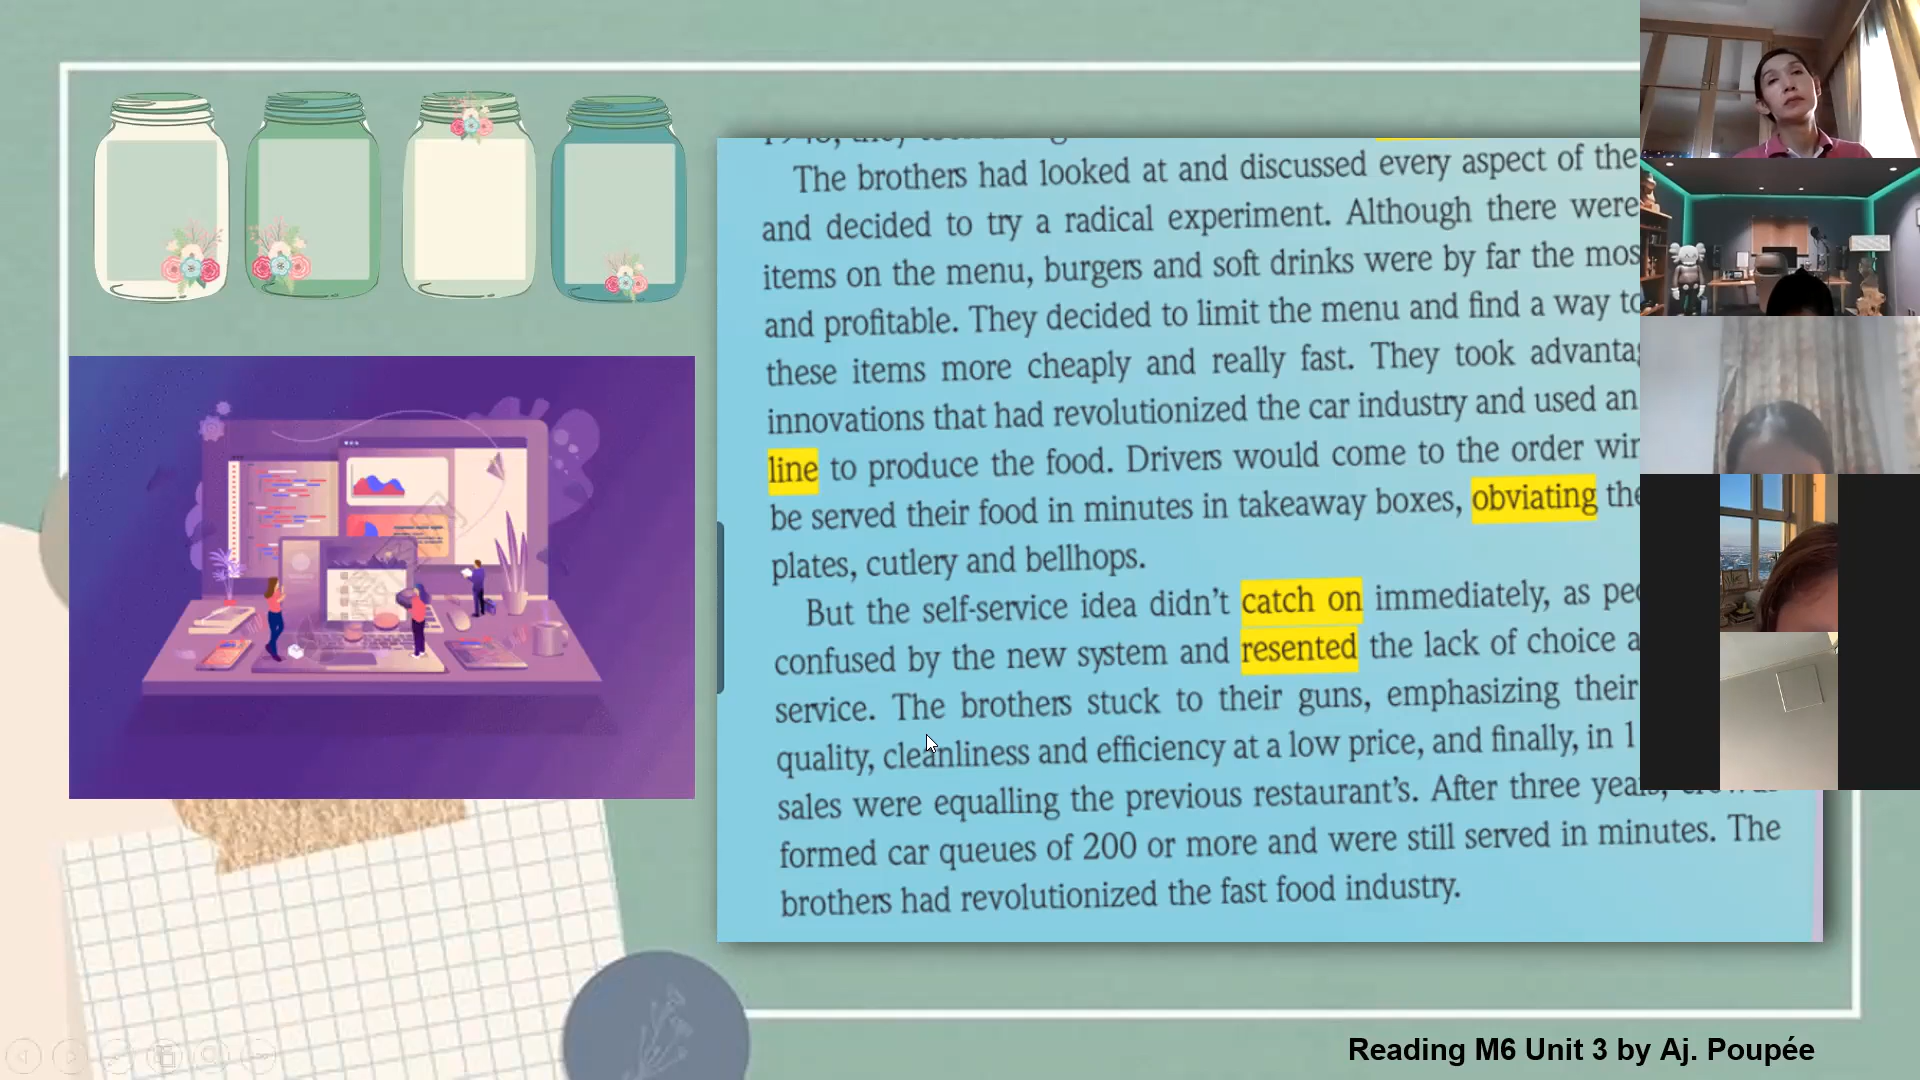 The brothers had looked at and discussed every aspect of the
and decided to try a radical experiment. Although there were
items on the menu, burgers and soft drinks were by far the mos
and profitable. They decided to limit the menu and find a way to
these items more cheaply and really fast. They took advanta
innovations that had revolutionized the car industry and used an
line to produce the food. Drivers would come to the order win
be served their food in minutes in takeaway boxes, obviating the
plates, cutlery and bellhops.
But the self-service idea didn't catch on immediately, as peo
confused by the new system and resented the lack of choice a
service. The brothers stuck to their guns, emphasizing their
quality, cleanliness and efficiency at a low price, and finally, in 1
sales were equalling the previous restaurant's. After three years,
formed car queues of 200 or more and were still served in minutes. The
brothers had revolutionized the fast food industry.
Reading M6 Unit 3 by Aj. Poupée